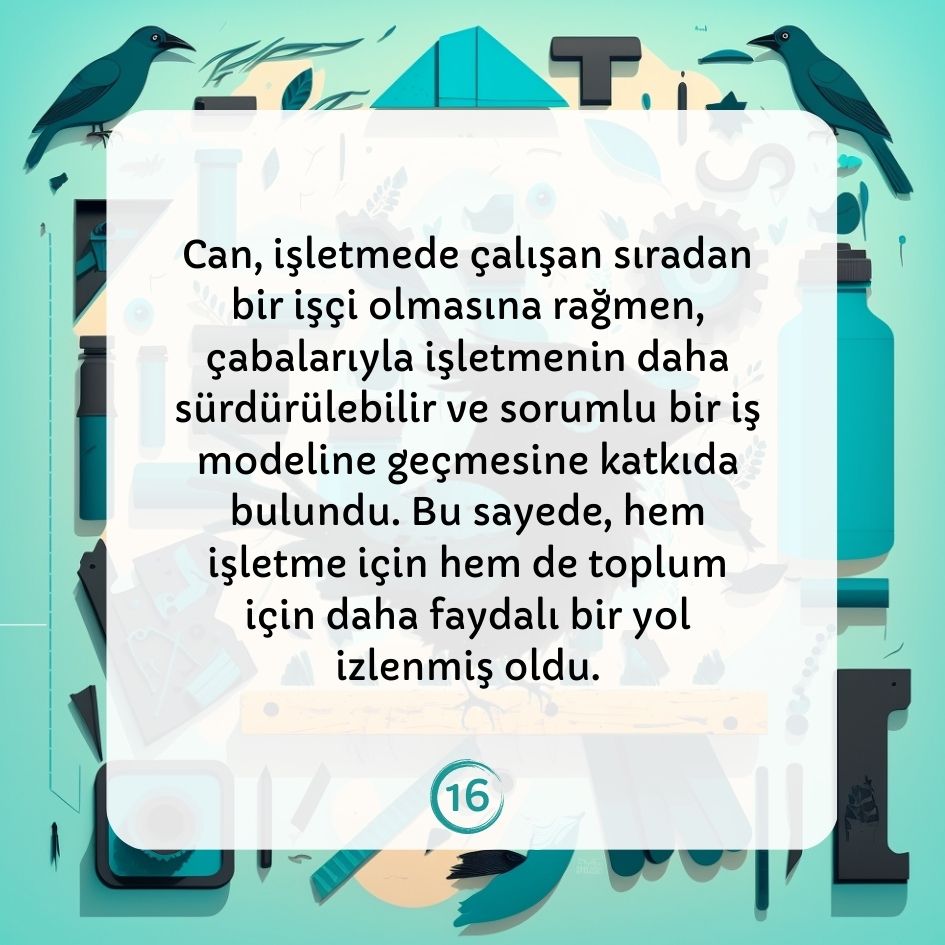 Can, işletmede çalışan sıradan
bir işçi olmasına rağmen,
çabalarıyla işletmenin daha
sürdürülebilir ve sorumlu bir iş
modeline geçmesine katkıda
bulundu. Bu sayede, hem
işletme için hem de toplum
için daha faydalı bir yol
izlenmiş oldu.
16